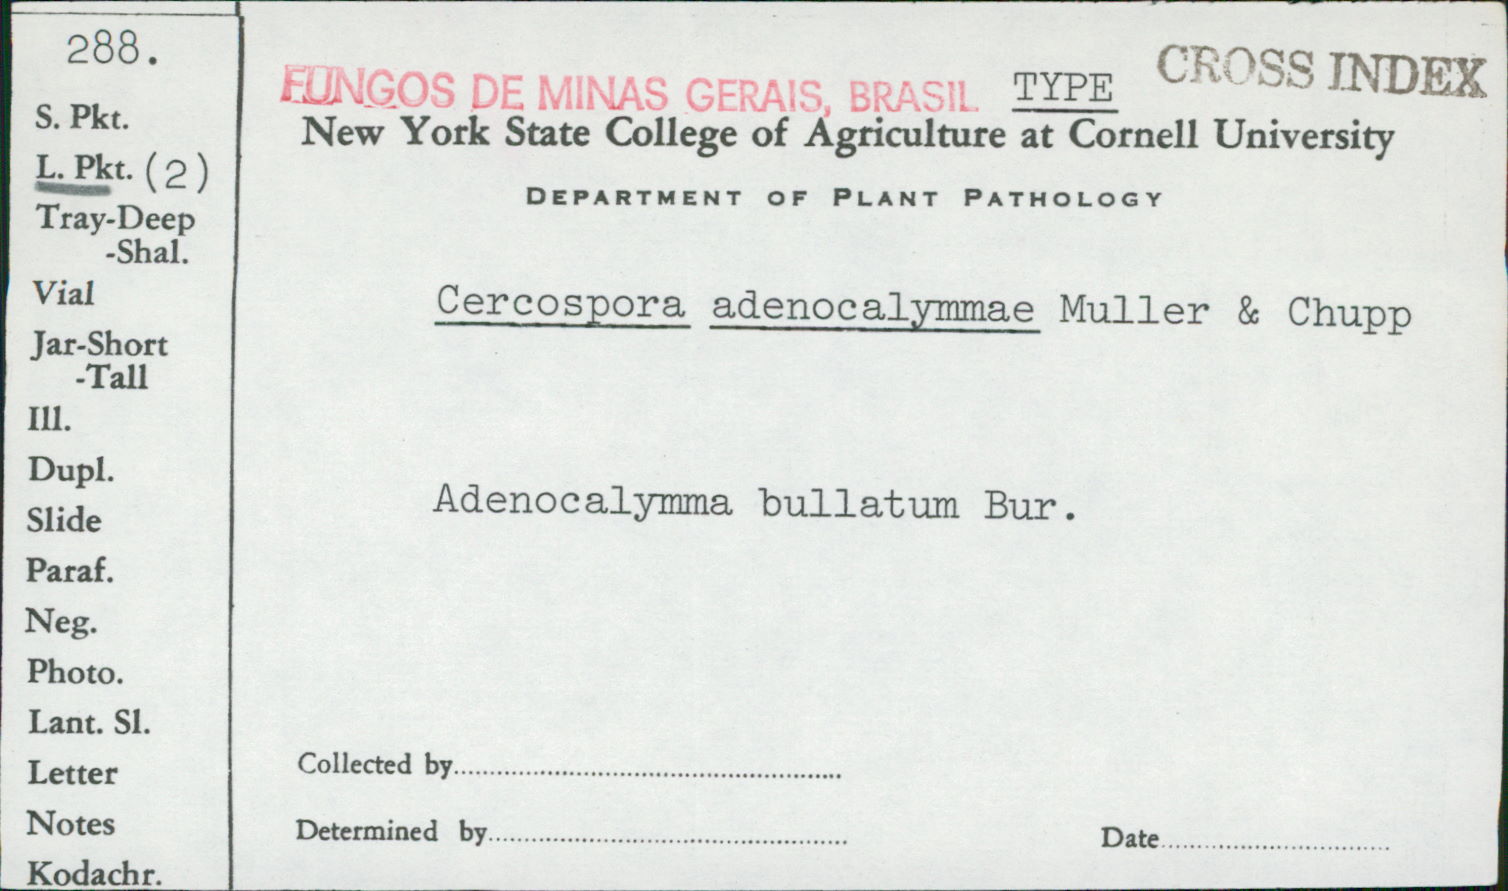 288.
S. Pkt.
L. Pkt. (2)
Tray-Deep
-Shal.
Vial
Jar-Short
-Tall
Ill.
Dupl.
Slide
Paraf.
Neg.
Photo.
Lant. Sl.
Letter
Notes
Kodachr.
FUNGOS DE MINAS GERAIS, BRASIL TYPE CROSS INDEX
New York State College of Agriculture at Cornell University
DEPARTMENT OF PLANT PATHOLOGY
Cercospora adenocalymmae Muller & Chupp
Adenocalymma bullatum Bur.
Collected by
Determined by Date